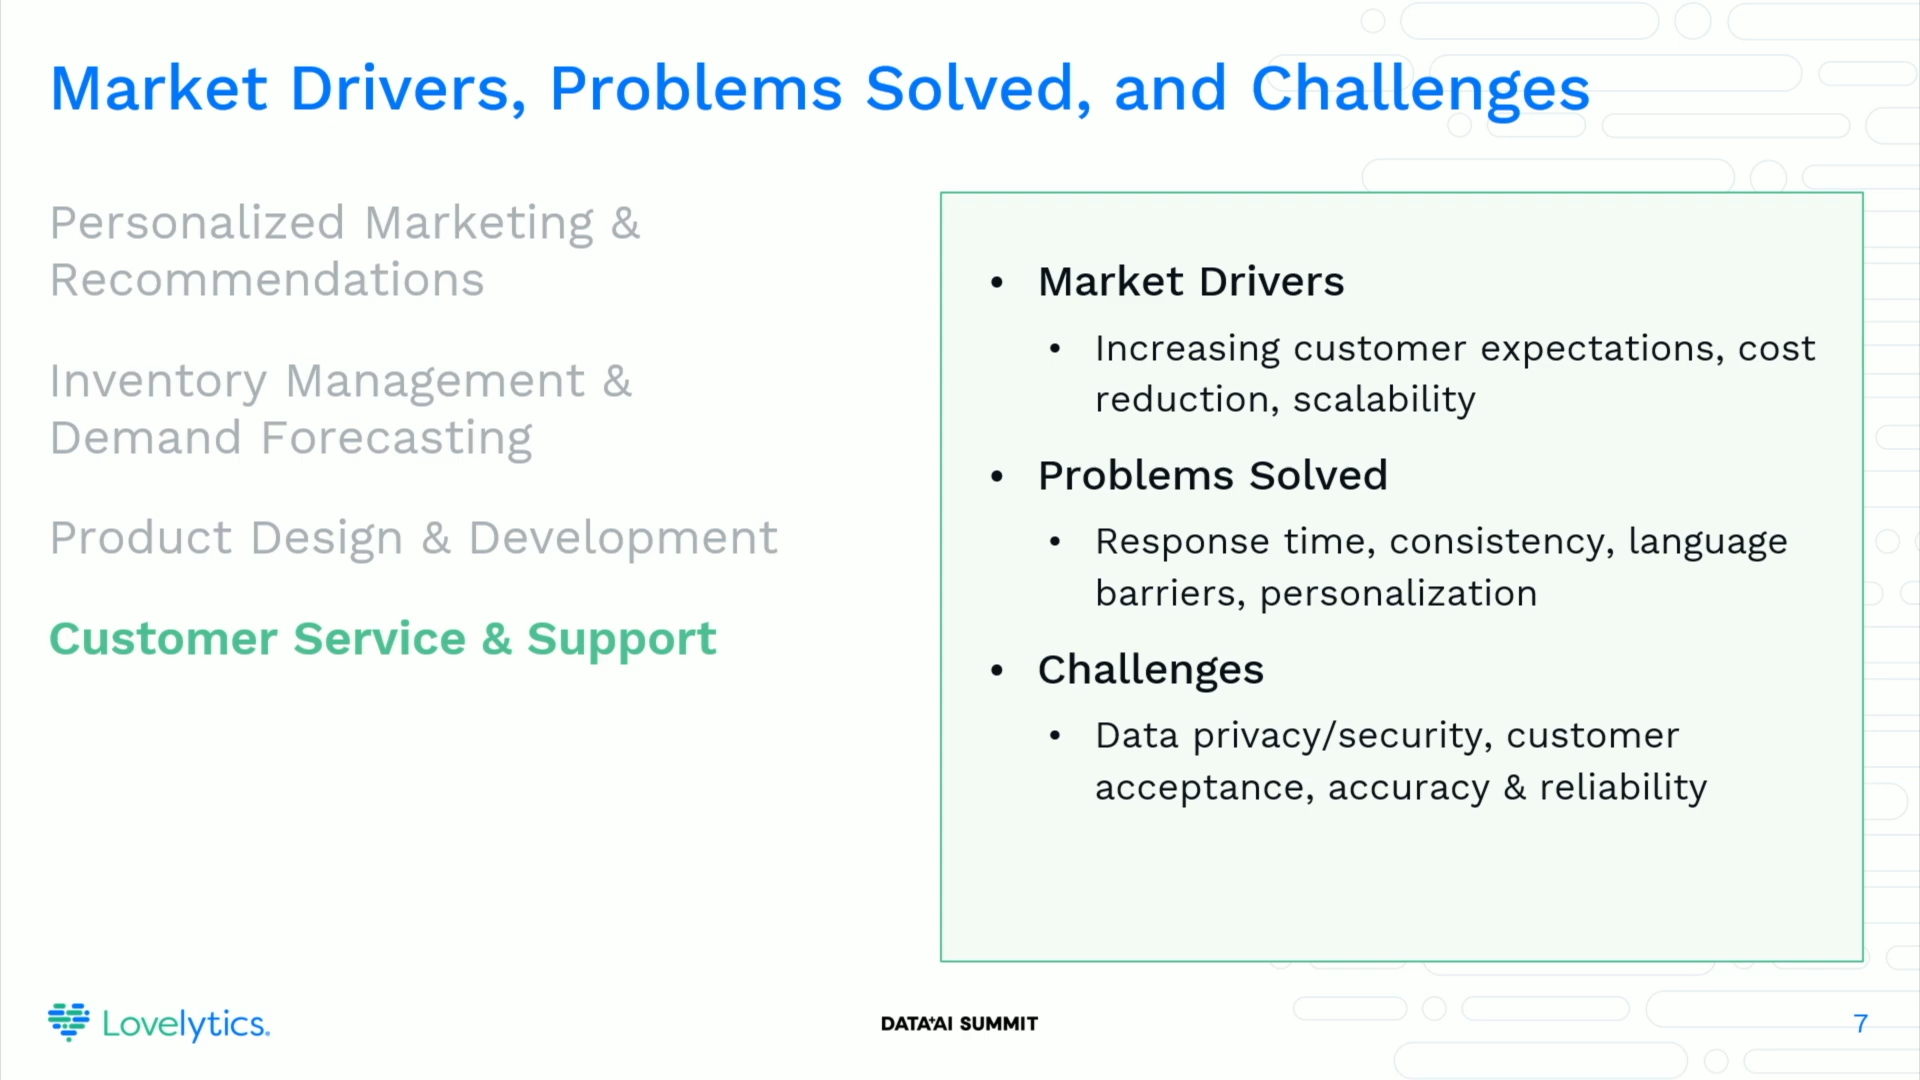 Market Drivers, Problems Solved, and Challenges
Personalized Marketing &
Recommendations
Inventory Management &
Demand Forecasting
Product Design & Development
Customer Service & Support
• Market Drivers
• Increasing customer expectations, cost
reduction, scalability
• Problems Solved
• Response time, consistency, language
barriers, personalization
• Challenges
• Data privacy/security, customer
acceptance, accuracy & reliability
Lovelytics.
DATA+AI SUMMIT
7